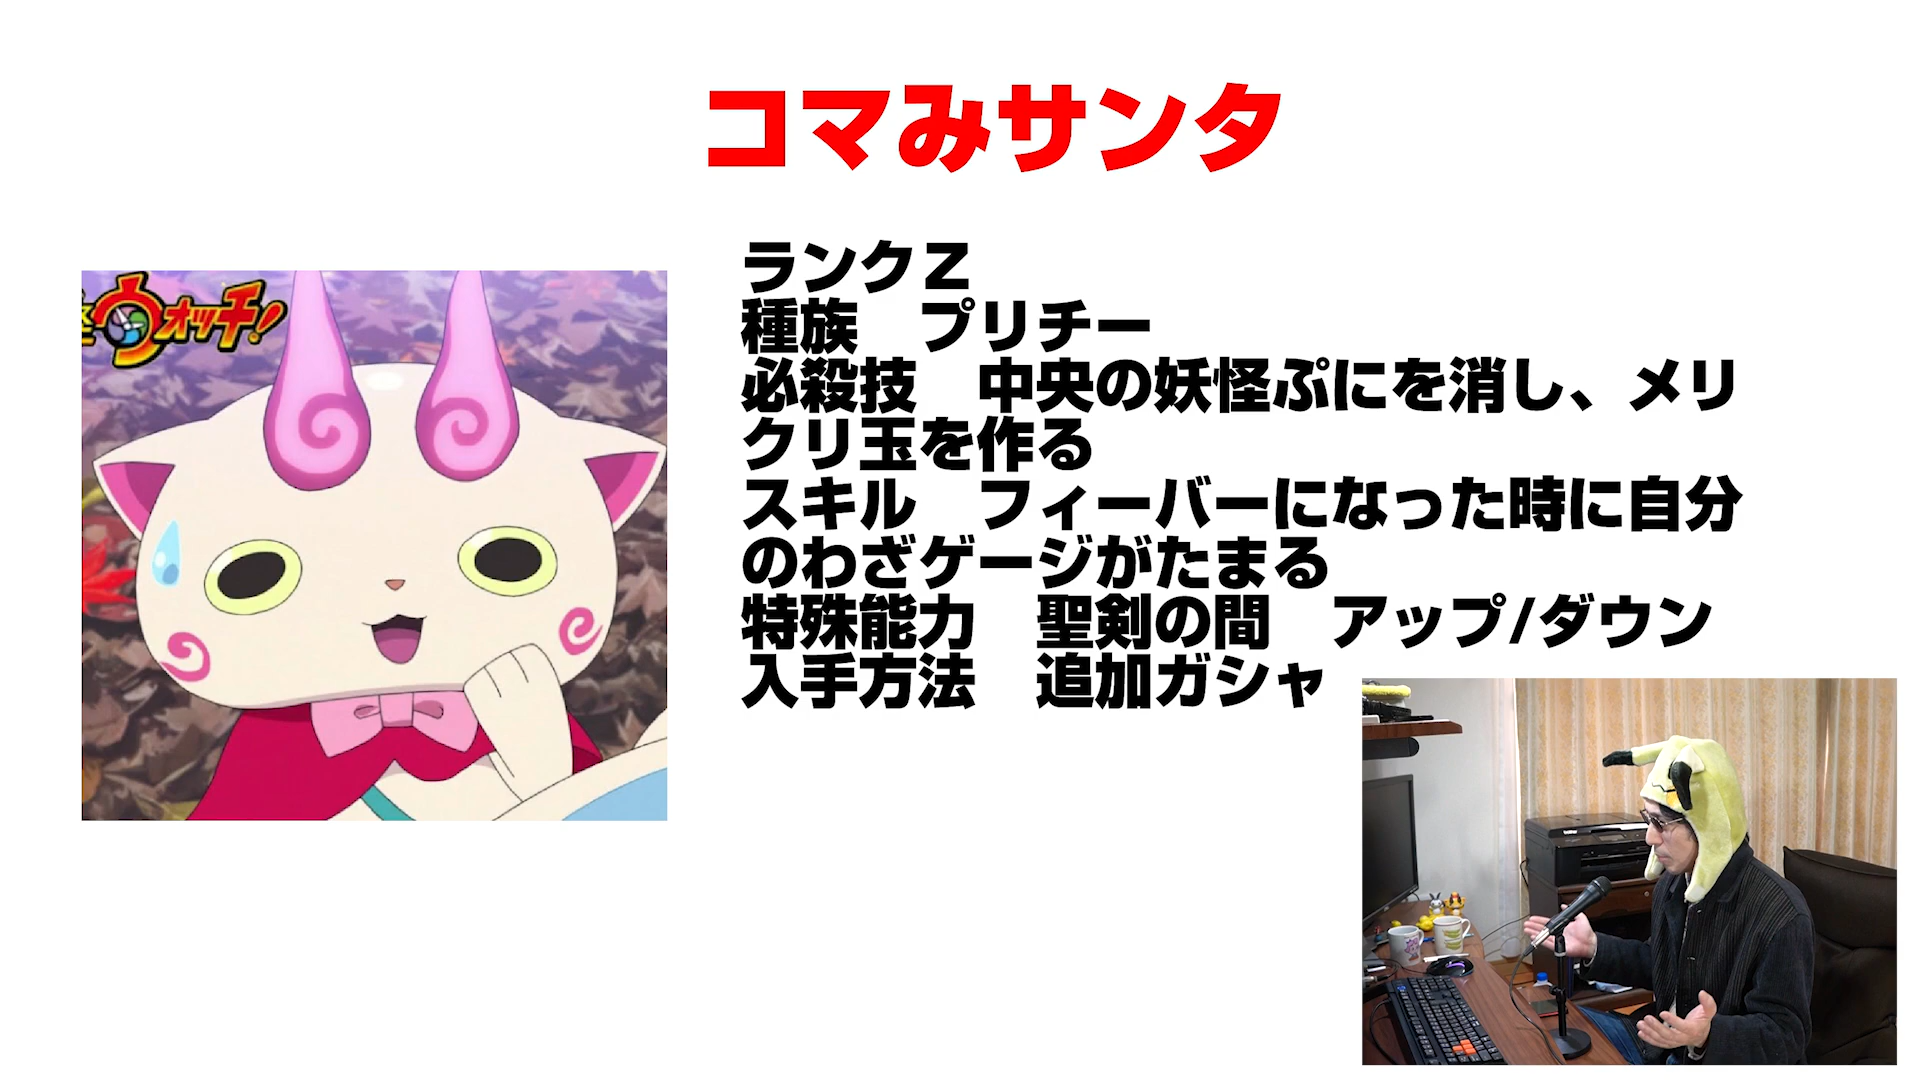 コマみサンタ
ランクZ
種族　プリチー
必殺技　中央の妖怪ぷにを消し、メリ
クリ玉を作る
スキル　フィーバーになった時に自分
のわざゲージがたまる
特殊能力　聖剣の間　アップ/ダウン
入手方法　追加ガシャ
ウォッチ!